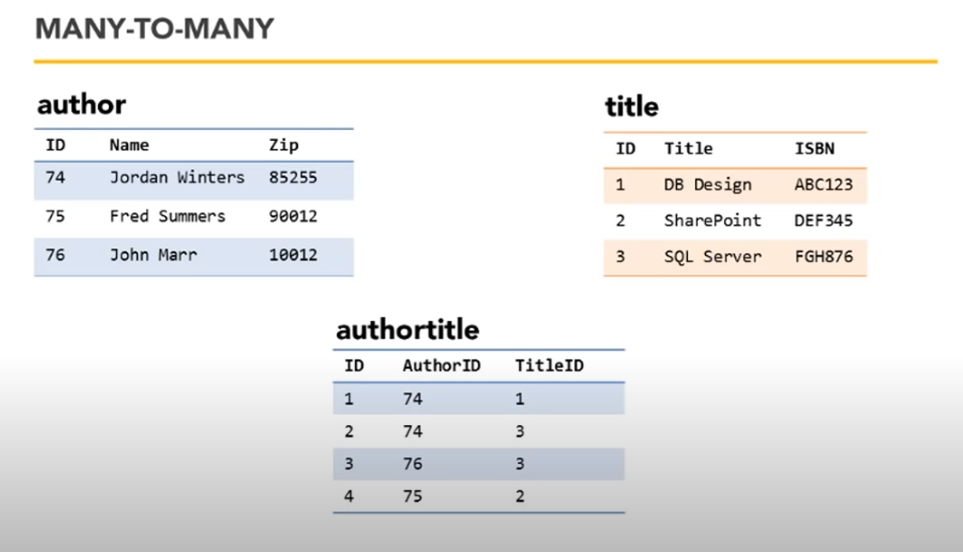 MANY-TO-MANY
author
ID Name Zip
74 Jordan Winters 85255
75 Fred Summers 90012
76 John Marr 10012
title
ID Title ISBN
1 DB Design ABC123
2 SharePoint DEF345
3 SQL Server FGH876
authortitle
ID AuthorID TitleID
1 74 1
2 74 3
3 76 3
4 75 2